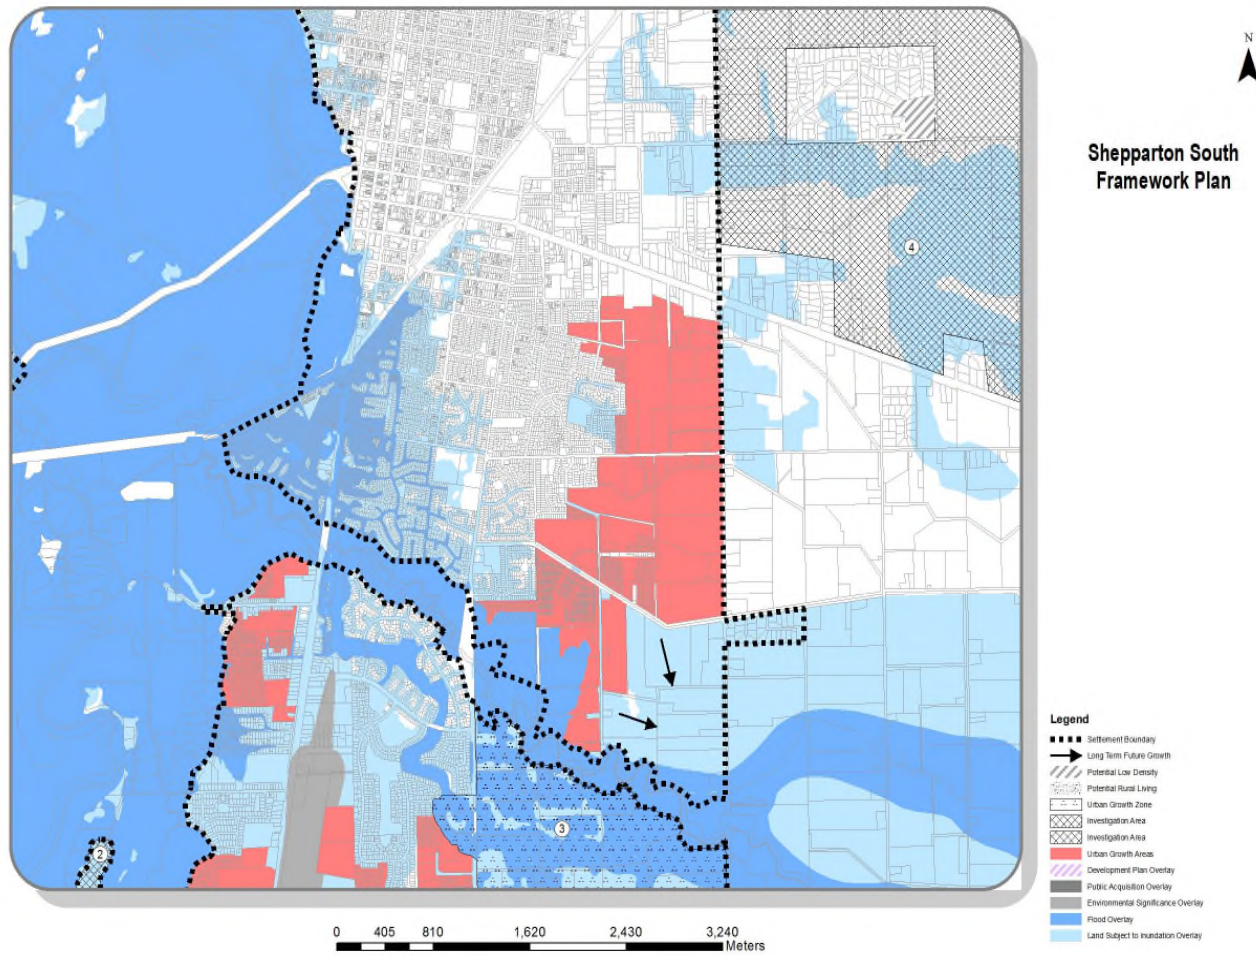 N
Shepparton South
Framework Plan
4
3
2
Legend
Settlement Boundary
Long Term Future Growth
Potential Low Density
Potential Rural Living
Urban Growth Zone
Investigation Area
Investigation Area
Urban Growth Areas
Development Plan Overlay
Public Acquisition Overlay
Environmental Significance Overlay
Flood Overlay
Land Subject to Inundation Overlay
0 405 810 1,620 2,430 3,240
Meters